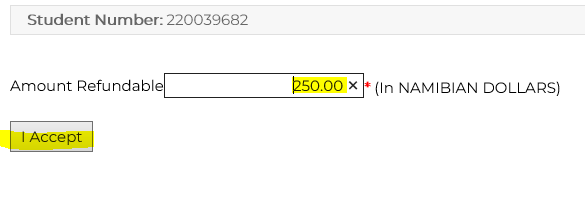 Student Number: 220039682
Amount Refundable 250.00 × * (In NAMIBIAN DOLLARS)
I Accept